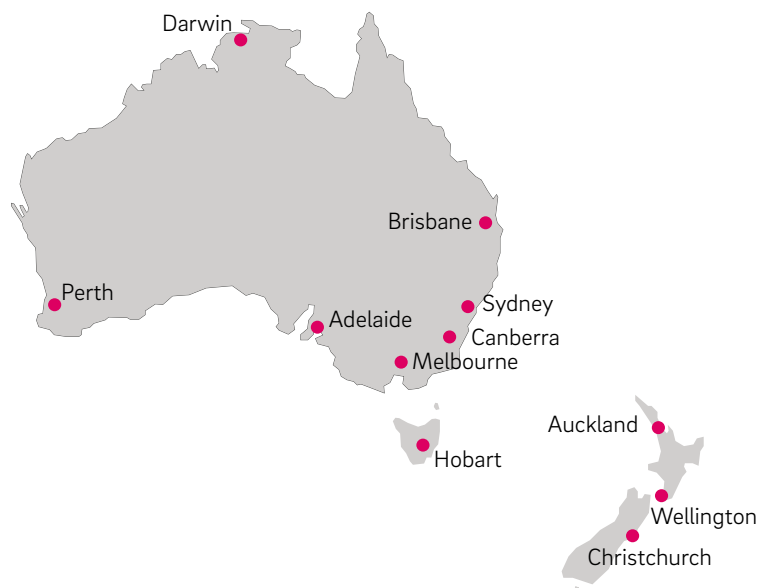 Darwin
Brisbane
Perth
Sydney
Adelaide
Canberra
Melbourne
Auckland
Hobart
Wellington
Christchurch